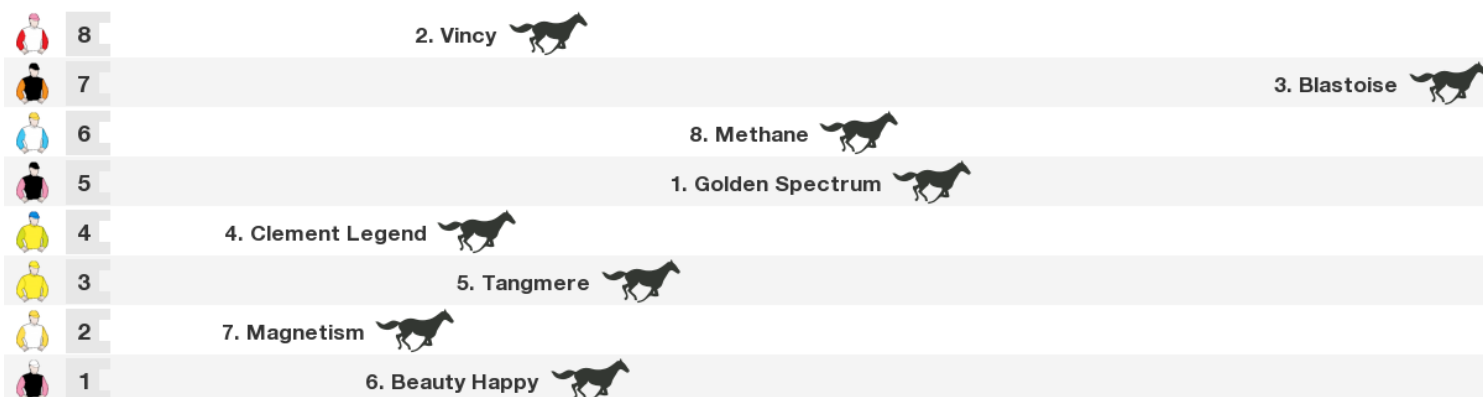 8 2. Vincy
7 3. Blastoise
6 8. Methane
5 1. Golden Spectrum
4 4. Clement Legend
3 5. Tangmere
2 7. Magnetism
1 6. Beauty Happy